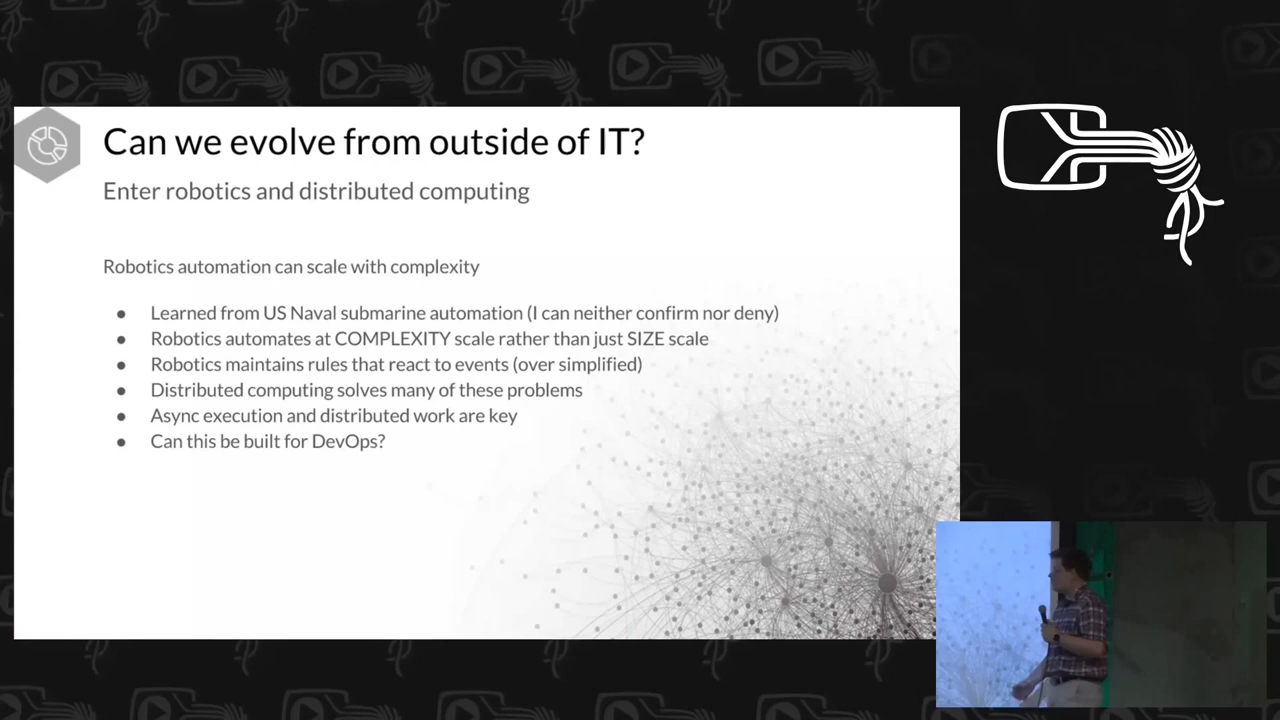 Can we evolve from outside of IT?
Enter robotics and distributed computing
Robotics automation can scale with complexity
● Learned from US Naval submarine automation (I can neither confirm nor deny)
● Robotics automates at COMPLEXITY scale rather than just SIZE scale
● Robotics maintains rules that react to events (over simplified)
● Distributed computing solves many of these problems
● Async execution and distributed work are key
● Can this be built for DevOps?